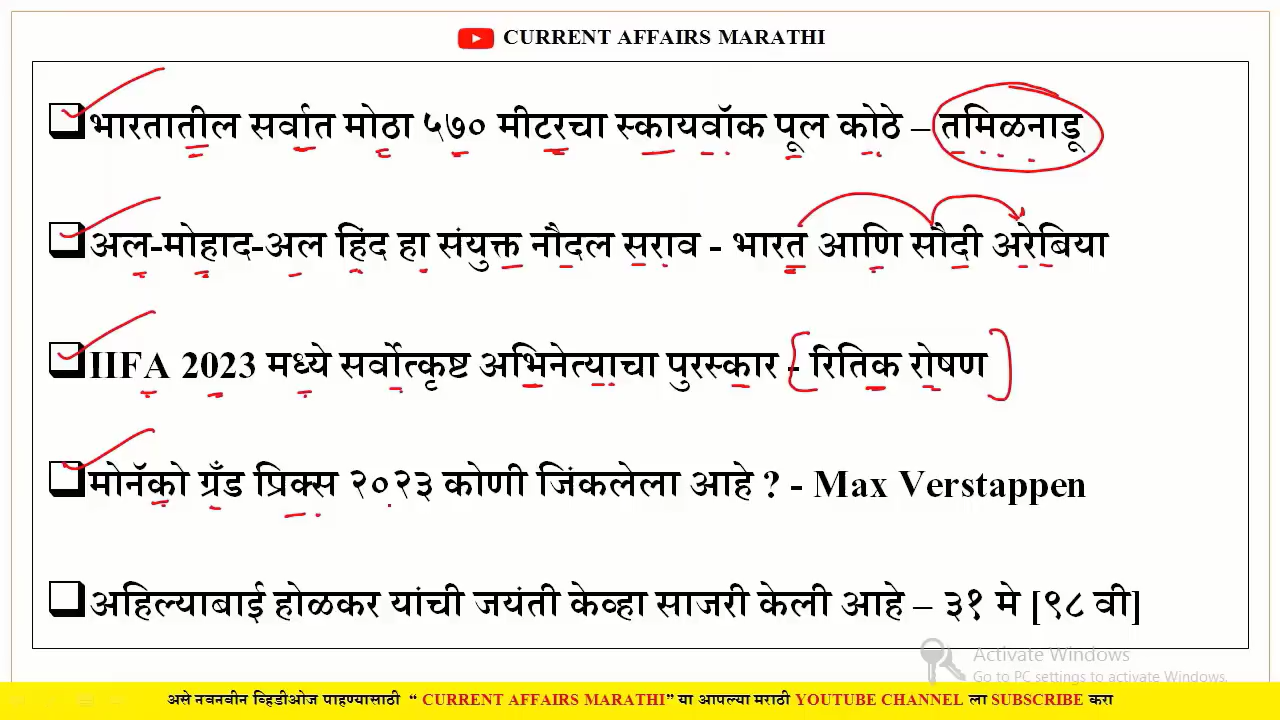 CURRENT AFFAIRS MARATHI
भारतातील सर्वात मोठा ५७० मीटरचा स्कायवॉक पूल कोठे – तमिळनाडू
अल-मोहाद-अल हिंद हा संयुक्त नौदल सराव - भारत आणि सौदी अरेबिया
IIFA 2023 मध्ये सर्वोत्कृष्ट अभिनेत्याचा पुरस्कार - रितिक रोषण
मोनॅको ग्रँड प्रिक्स २०२३ कोणी जिंकलेला आहे ? - Max Verstappen
अहिल्याबाई होळकर यांची जयंती केव्हा साजरी केली आहे – ३१ मे [९८ वी]
Activate Windows
Go to PC settings to activate Windows.
असे नवनवीन व्हिडीओज पाहण्यासाठी “ CURRENT AFFAIRS MARATHI” या आपल्या मराठी YOUTUBE CHANNEL ला SUBSCRIBE करा